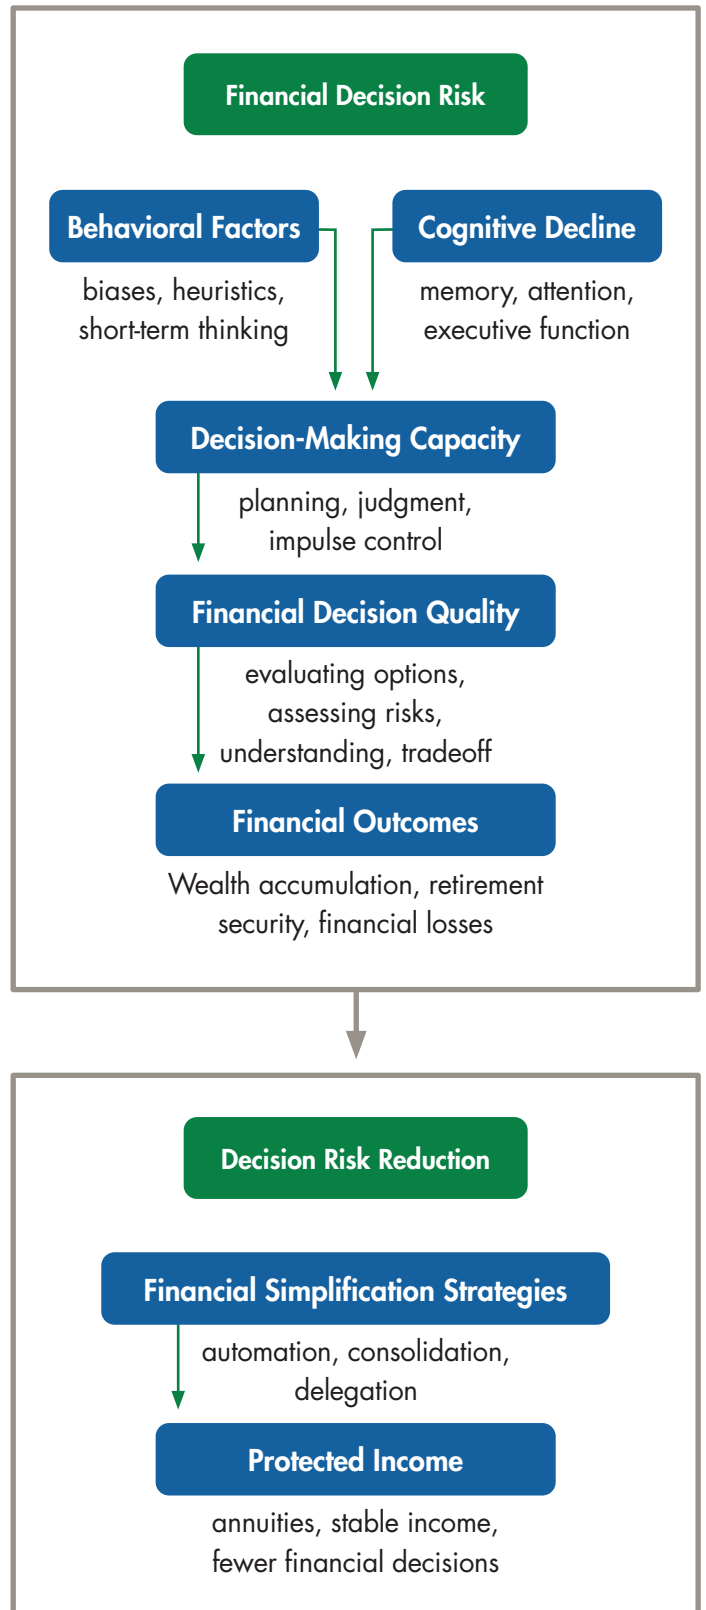 Financial Decision Risk
Behavioral Factors
biases, heuristics,
short-term thinking
Cognitive Decline
memory, attention,
executive function
Decision-Making Capacity
planning, judgment,
impulse control
Financial Decision Quality
evaluating options,
assessing risks,
understanding, tradeoff
Financial Outcomes
Wealth accumulation, retirement
security, financial losses
Decision Risk Reduction
Financial Simplification Strategies
automation, consolidation,
delegation
Protected Income
annuities, stable income,
fewer financial decisions